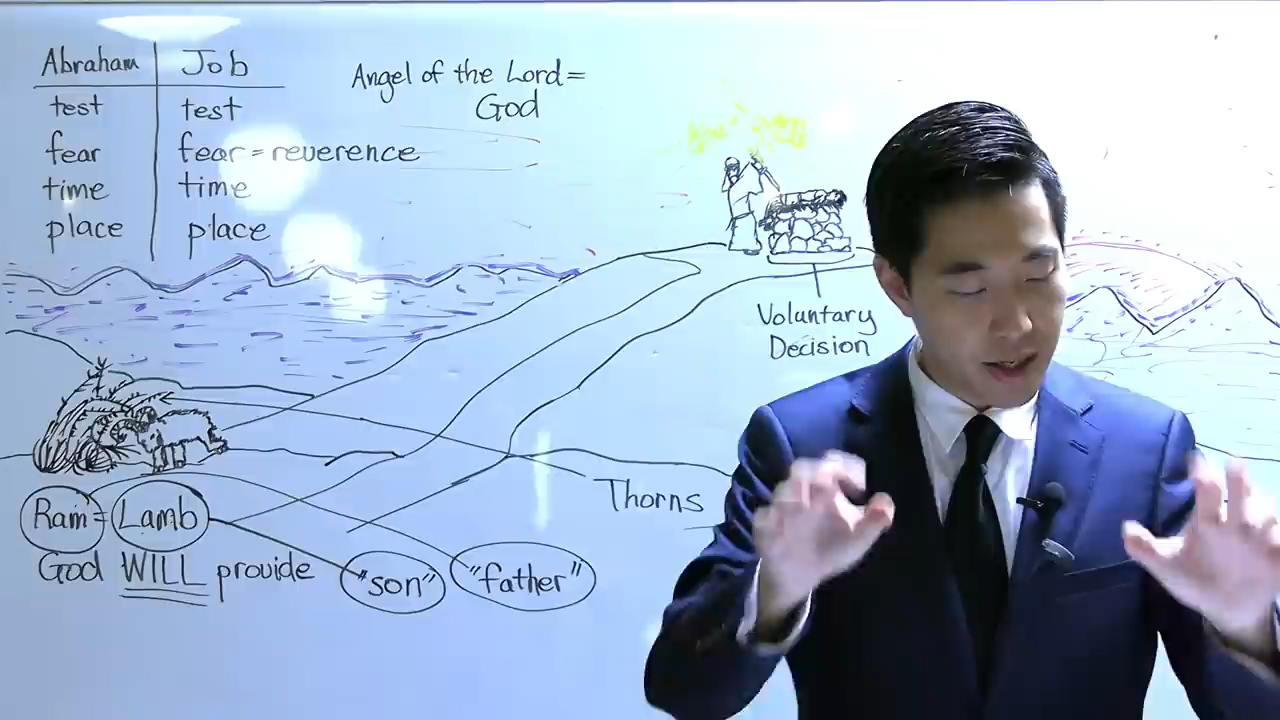 Abraham Job
test test
fear fear = reverence
time time
place place
Angel of the Lord =
God
Voluntary
Decision
Thorns
Ram = Lamb
God WILL provide
"son" "father"